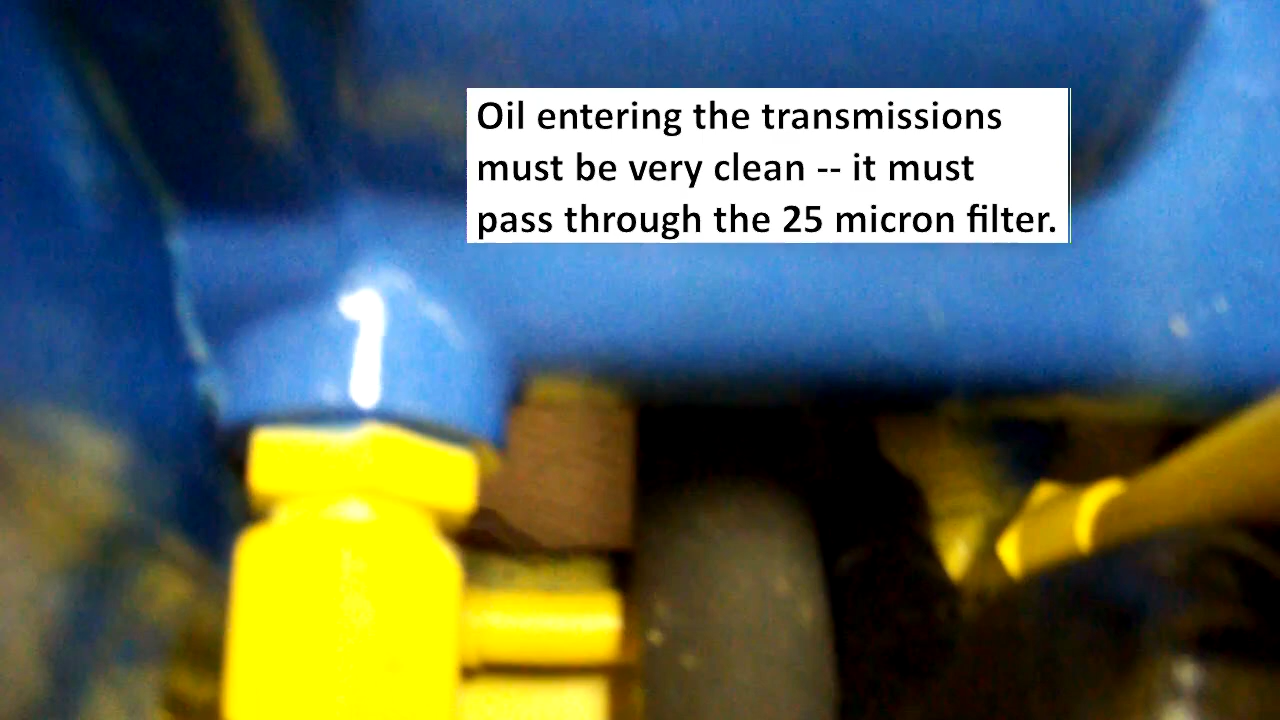 Oil entering the transmissions
must be very clean -- it must
pass through the 25 micron filter.
1